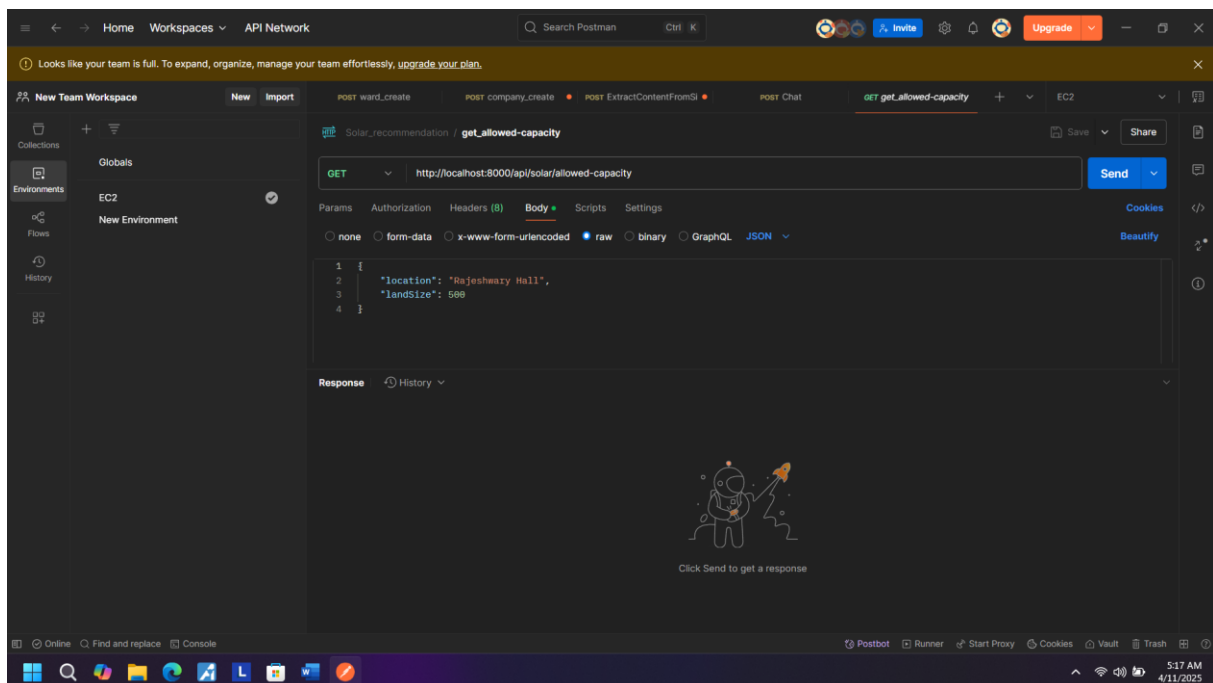 Home Workspaces API Network Search Postman Ctrl K Invite Upgrade
Looks like your team is full. To expand, organize, manage your team effortlessly, upgrade your plan.
New Team Workspace New Import POST ward_create POST company_create POST ExtractContentFromSi POST Chat GET get_allowed-capacity EC2
Collections
Environments
Flows
History
Globals
EC2
New Environment
HTTP Solar_recommendation / get_allowed-capacity Save Share
GET http://localhost:8000/api/solar/allowed-capacity Send
Params Authorization Headers (8) Body Scripts Settings Cookies
none form-data x-www-form-urlencoded raw binary GraphQL JSON Beautify
1 {
2 "location": "Rajeshwary Hall",
3 "landSize": 500
4 }
Response History
Click Send to get a response
Online Find and replace Console Postbot Runner Start Proxy Cookies Vault Trash
5:17 AM
4/11/2025